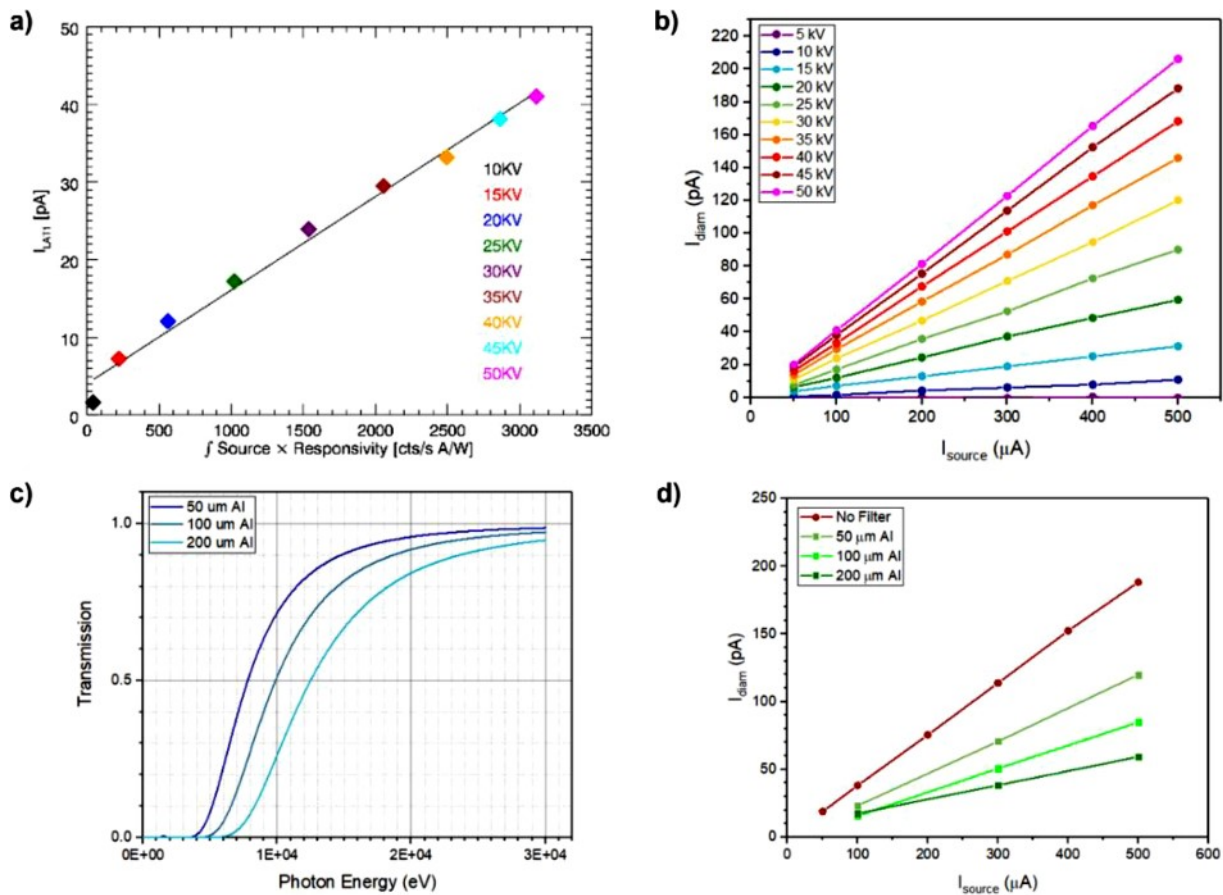 a)
50
40
30
20
10
0
I_LA11 [pA]
10KV
15KV
20KV
25KV
30KV
35KV
40KV
45KV
50KV
0 500 1000 1500 2000 2500 3000 3500
∫ Source × Responsivity [cts/s A/W]
b)
220
200
180
160
140
120
100
80
60
40
20
0
I_diam (pA)
5 kV
10 kV
15 kV
20 kV
25 kV
30 kV
35 kV
40 kV
45 kV
50 kV
100 200 300 400 500
I_source (μA)
c)
50 um Al
100 um Al
200 um Al
1.0
0.5
0.0
Transmission
0E+00 1E+04 2E+04 3E+04
Photon Energy (eV)
d)
250
200
150
100
50
0
I_diam (pA)
No Filter
50 μm Al
100 μm Al
200 μm Al
0 100 200 300 400 500 600
I_source (μA)